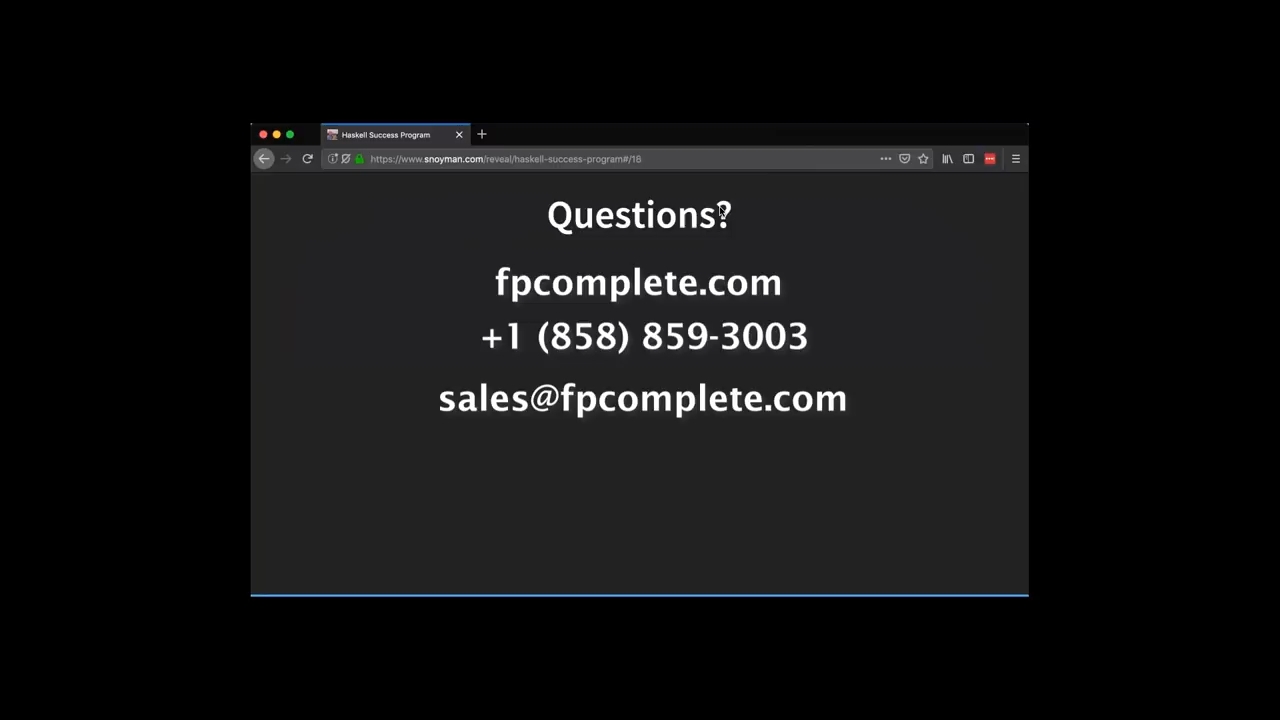 Haskell Success Program
https://www.snoyman.com/reveal/haskell-success-program#/18
Questions?
fpcomplete.com
+1 (858) 859-3003
sales@fpcomplete.com